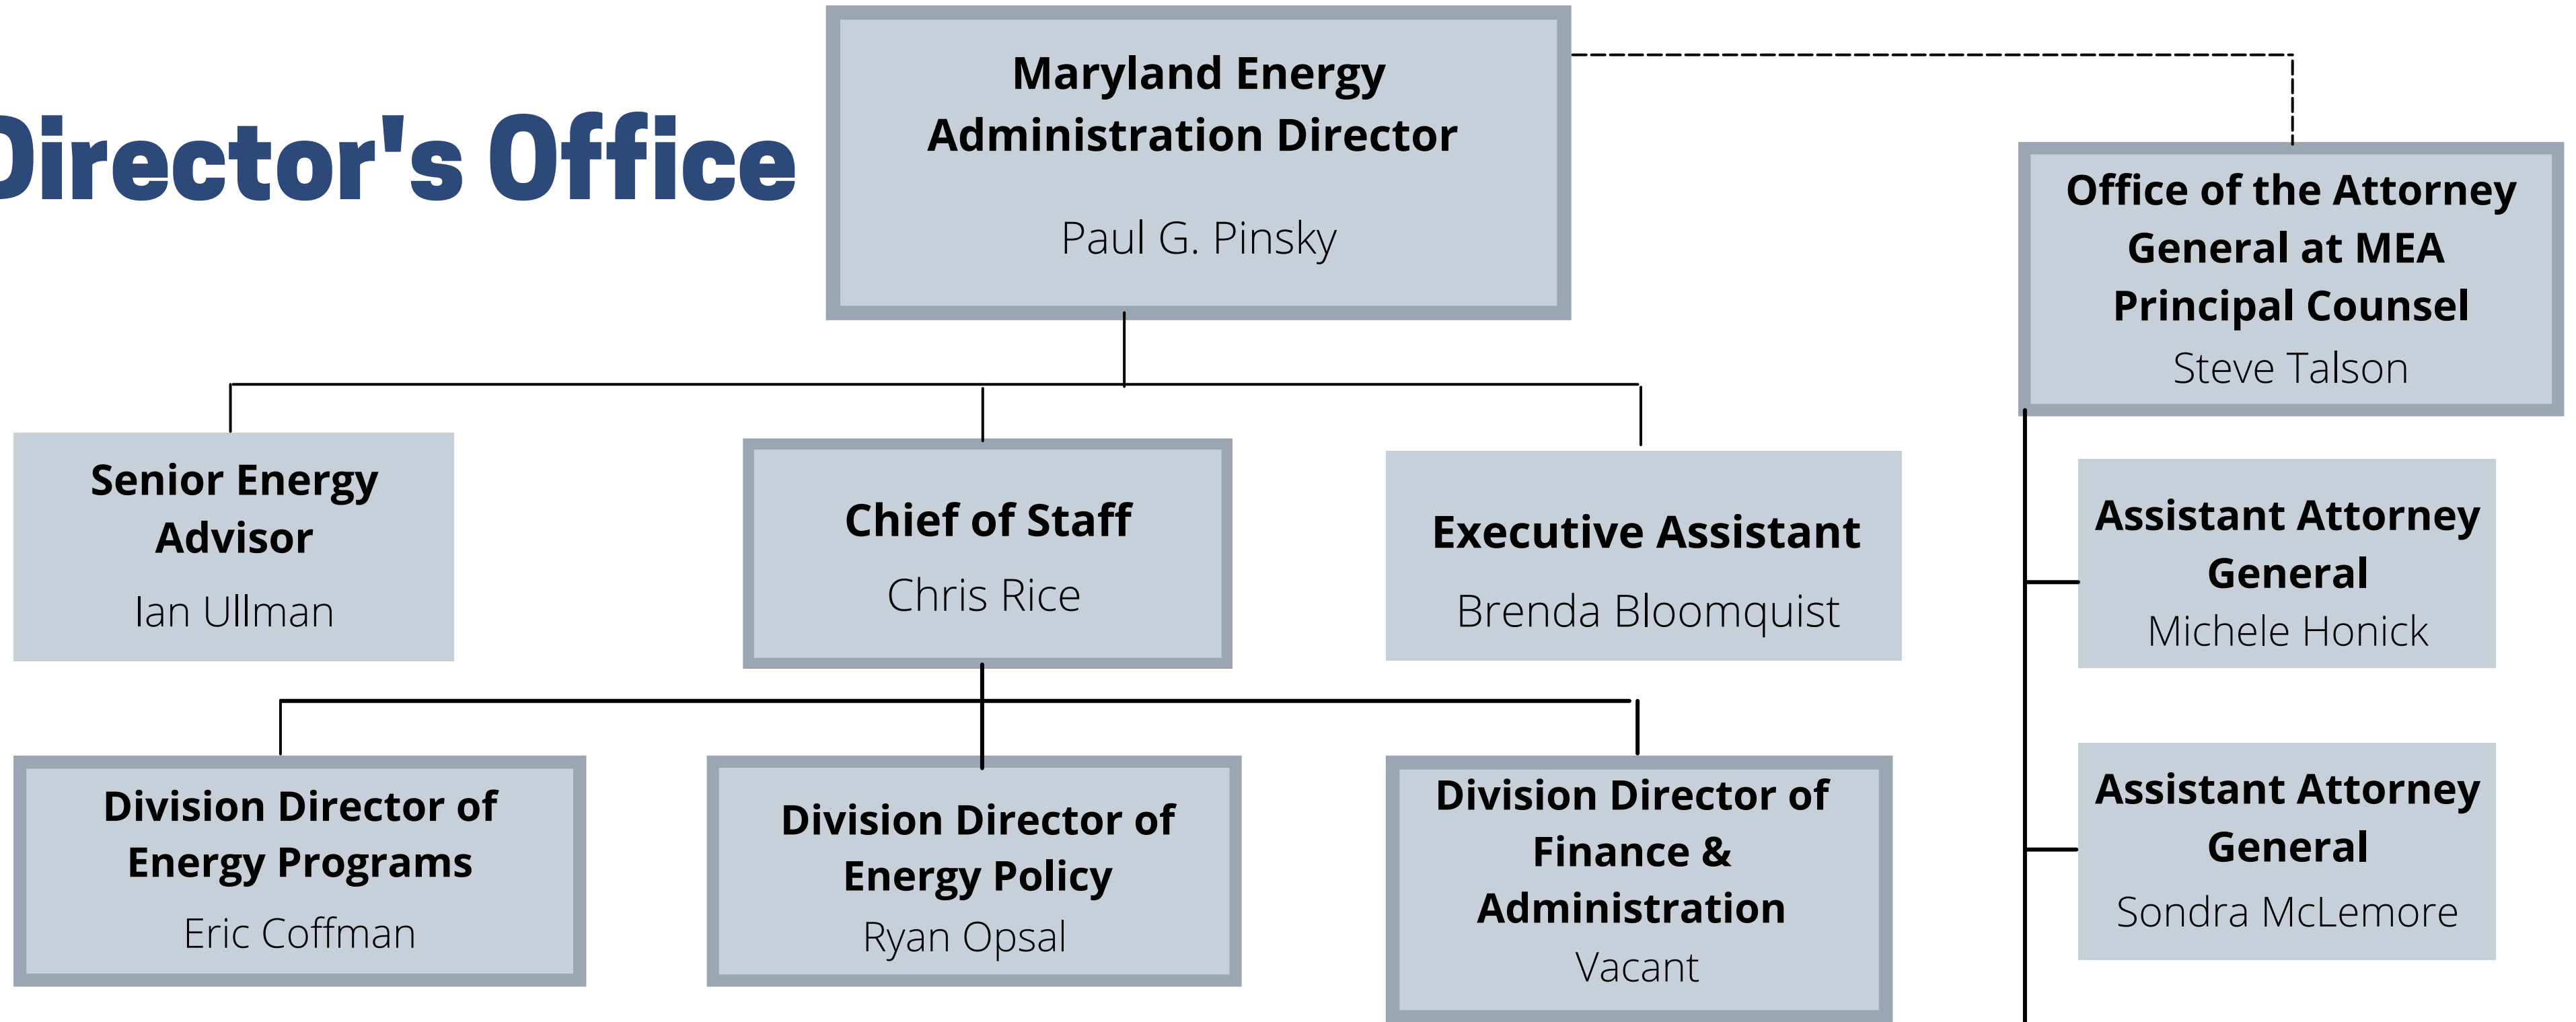 Director's Office
Maryland Energy
Administration Director
Paul G. Pinsky
Office of the Attorney
General at MEA
Principal Counsel
Steve Talson
Senior Energy
Advisor
Ian Ullman
Chief of Staff
Chris Rice
Executive Assistant
Brenda Bloomquist
Assistant Attorney
General
Michele Honick
Division Director of
Energy Programs
Eric Coffman
Division Director of
Energy Policy
Ryan Opsal
Division Director of
Finance &
Administration
Vacant
Assistant Attorney
General
Sondra McLemore